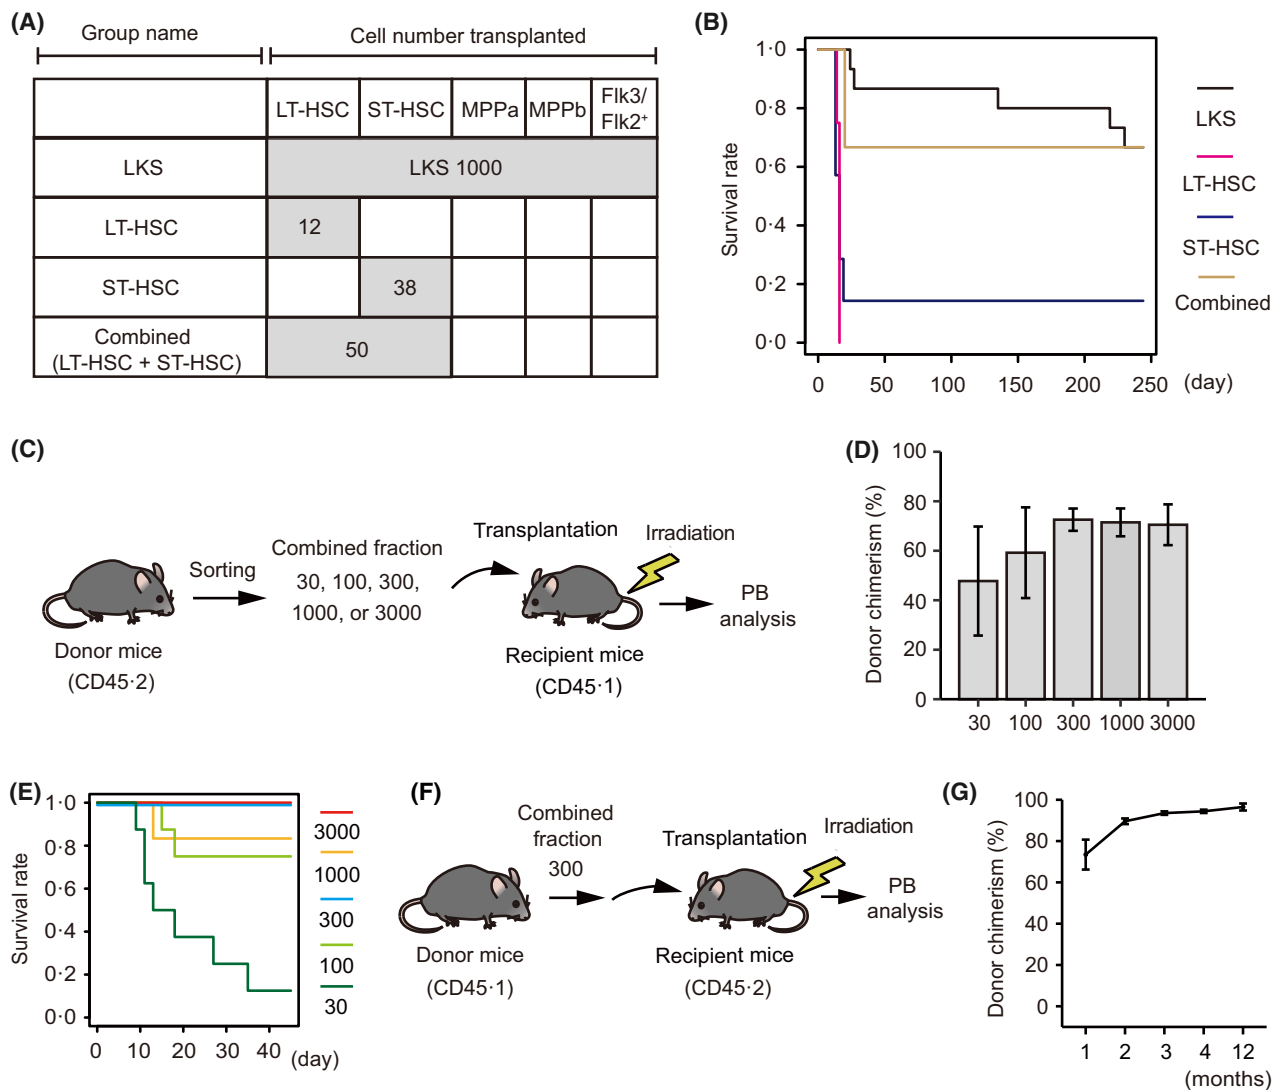 (A)
Group name
Cell number transplanted
LT-HSC
ST-HSC
MPPa
MPPb
Flk3/
Flk2⁺
LKS
LKS 1000
LT-HSC
12
ST-HSC
38
Combined
(LT-HSC + ST-HSC)
50
(B)
Survival rate
1·0
0·8
0·6
0·4
0·2
0·0
0 50 100 150 200 250 (day)
LKS
LT-HSC
ST-HSC
Combined
(C)
Donor mice
(CD45·2)
Sorting
Combined fraction
30, 100, 300,
1000, or 3000
Transplantation
Irradiation
Recipient mice
(CD45·1)
PB
analysis
(D)
Donor chimerism (%)
100
80
60
40
20
0
30 100 300 1000 3000
(E)
Survival rate
1·0
0·8
0·6
0·4
0·2
0·0
0 10 20 30 40 (day)
3000
1000
300
100
30
(F)
Donor mice
(CD45·1)
Combined
fraction
300
Transplantation
Irradiation
Recipient mice
(CD45·2)
PB
analysis
(G)
Donor chimerism (%)
100
80
60
40
20
0
1 2 3 4 12
(months)